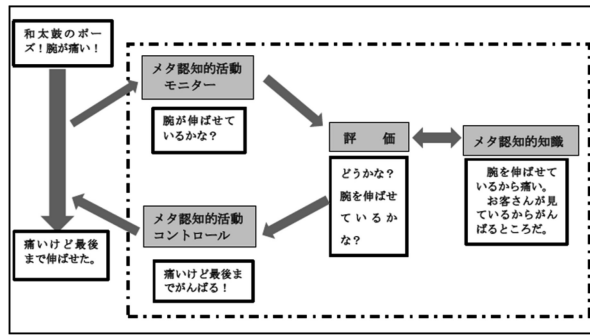 和太鼓のポー
ズ！腕が痛い！
メタ認知的活動
モニター
腕が伸ばせて
いるかな？
評　価
メタ認知的知識
どうかな？
腕を伸ばせ
ているか
な？
腕を伸ばせて
いるから痛い。
お客さんが見
ているからがん
ばるところだ。
メタ認知的活動
コントロール
痛いけど最後ま
でがんばる！
痛いけど最後
まで伸ばせた。